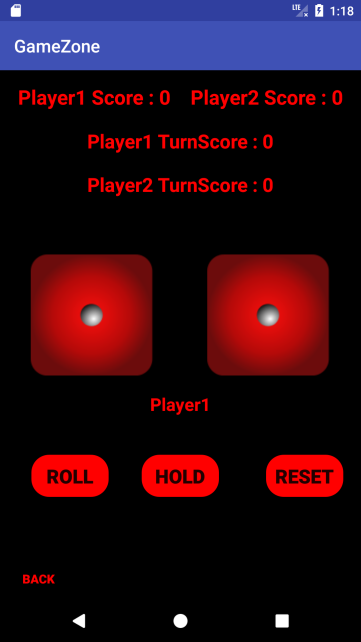 LTE 1:18
GameZone
Player1 Score : 0 Player2 Score : 0
Player1 TurnScore : 0
Player2 TurnScore : 0
Player1
ROLL HOLD RESET
BACK